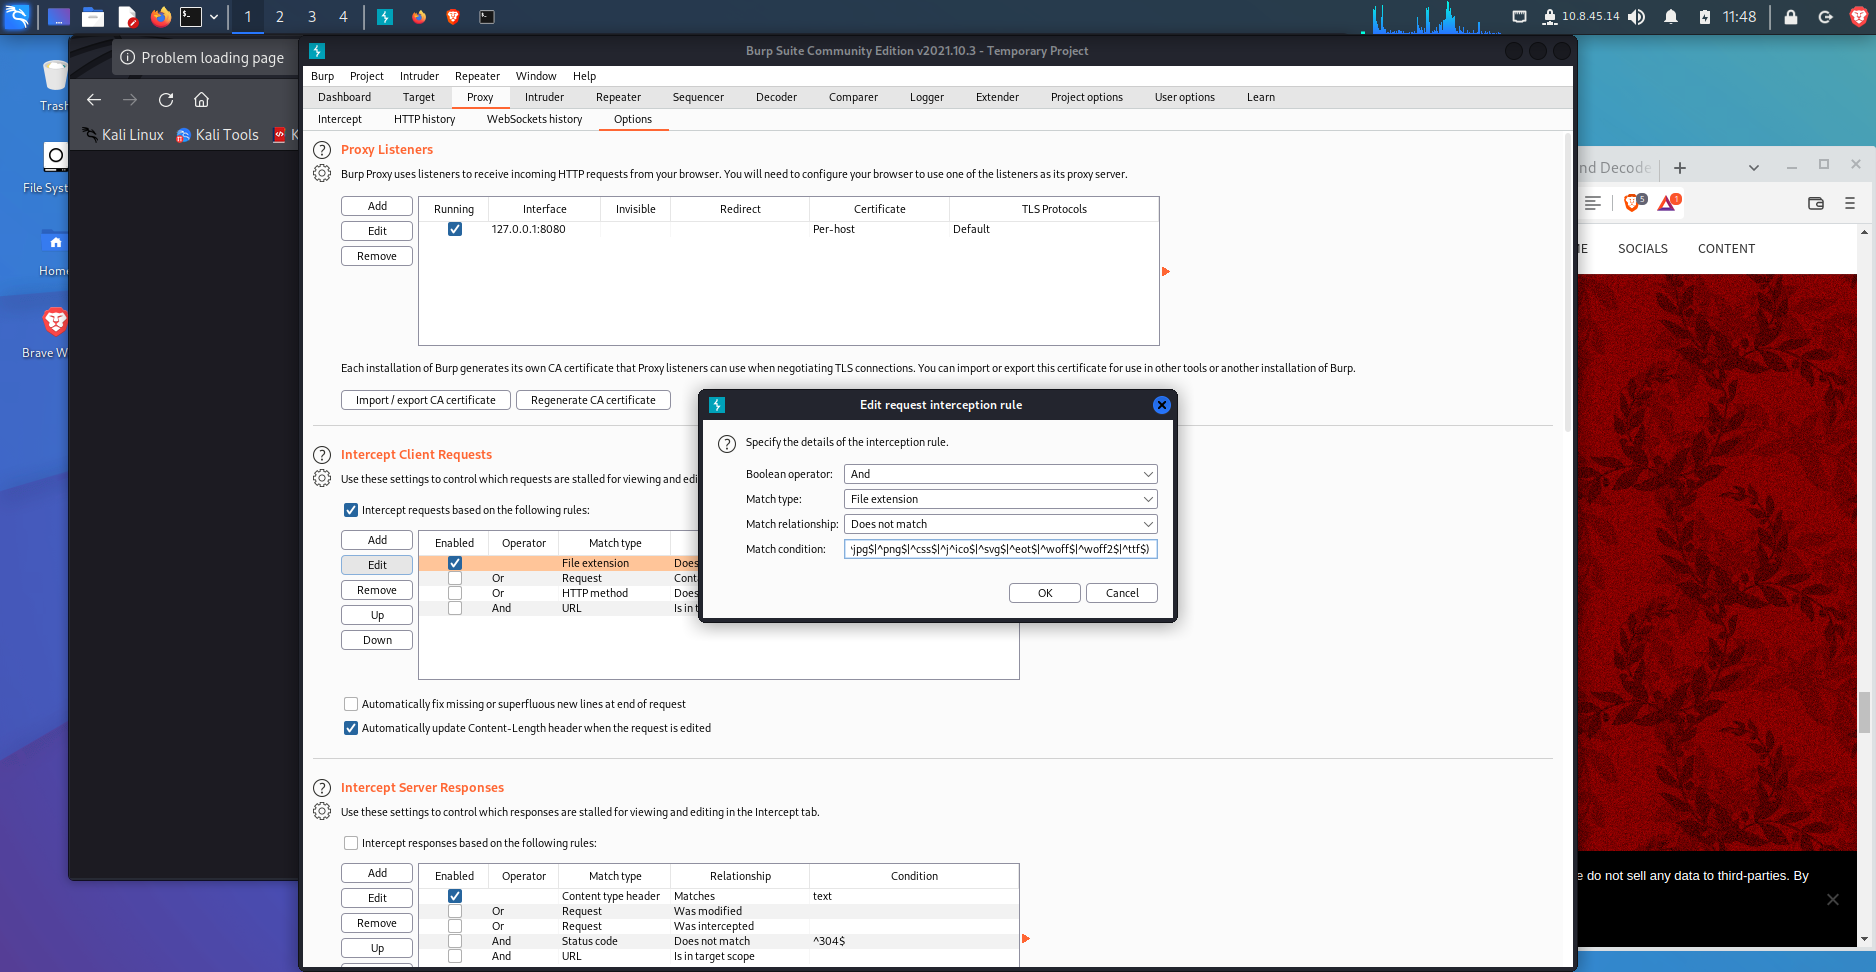 1 2 3 4
10.8.45.14
11:48
Trash
File Syst
Home
Brave W
Problem loading page
Kali Linux Kali Tools K
Burp Suite Community Edition v2021.10.3 - Temporary Project
Burp Project Intruder Repeater Window Help
Dashboard Target Proxy Intruder Repeater Sequencer Decoder Comparer Logger Extender Project options User options Learn
Intercept HTTP history WebSockets history Options
Proxy Listeners
Burp Proxy uses listeners to receive incoming HTTP requests from your browser. You will need to configure your browser to use one of the listeners as its proxy server.
Add
Edit
Remove
Running Interface Invisible Redirect Certificate TLS Protocols
127.0.0.1:8080 Per-host Default
Each installation of Burp generates its own CA certificate that Proxy listeners can use when negotiating TLS connections. You can import or export this certificate for use in other tools or another installation of Burp.
Import / export CA certificate Regenerate CA certificate
Intercept Client Requests
Use these settings to control which requests are stalled for viewing and edi
Intercept requests based on the following rules:
Add
Edit
Remove
Up
Down
Enabled Operator Match type
File extension Does
Or Request Cont
Or HTTP method Does
And URL Is in t
Automatically fix missing or superfluous new lines at end of request
Automatically update Content-Length header when the request is edited
Intercept Server Responses
Use these settings to control which responses are stalled for viewing and editing in the Intercept tab.
Intercept responses based on the following rules:
Add
Edit
Remove
Up
Enabled Operator Match type Relationship Condition
Content type header Matches text
Or Request Was modified
Or Request Was intercepted
And Status code Does not match ^304$
And URL Is in target scope
Edit request interception rule
Specify the details of the interception rule.
Boolean operator: And
Match type: File extension
Match relationship: Does not match
Match condition: ^jpg$|^png$|^css$|^j^ico$|^svg$|^eot$|^woff$|^woff2$|^ttf$)
OK Cancel
nd Decode
5 1
ME SOCIALS CONTENT
e do not sell any data to third-parties. By